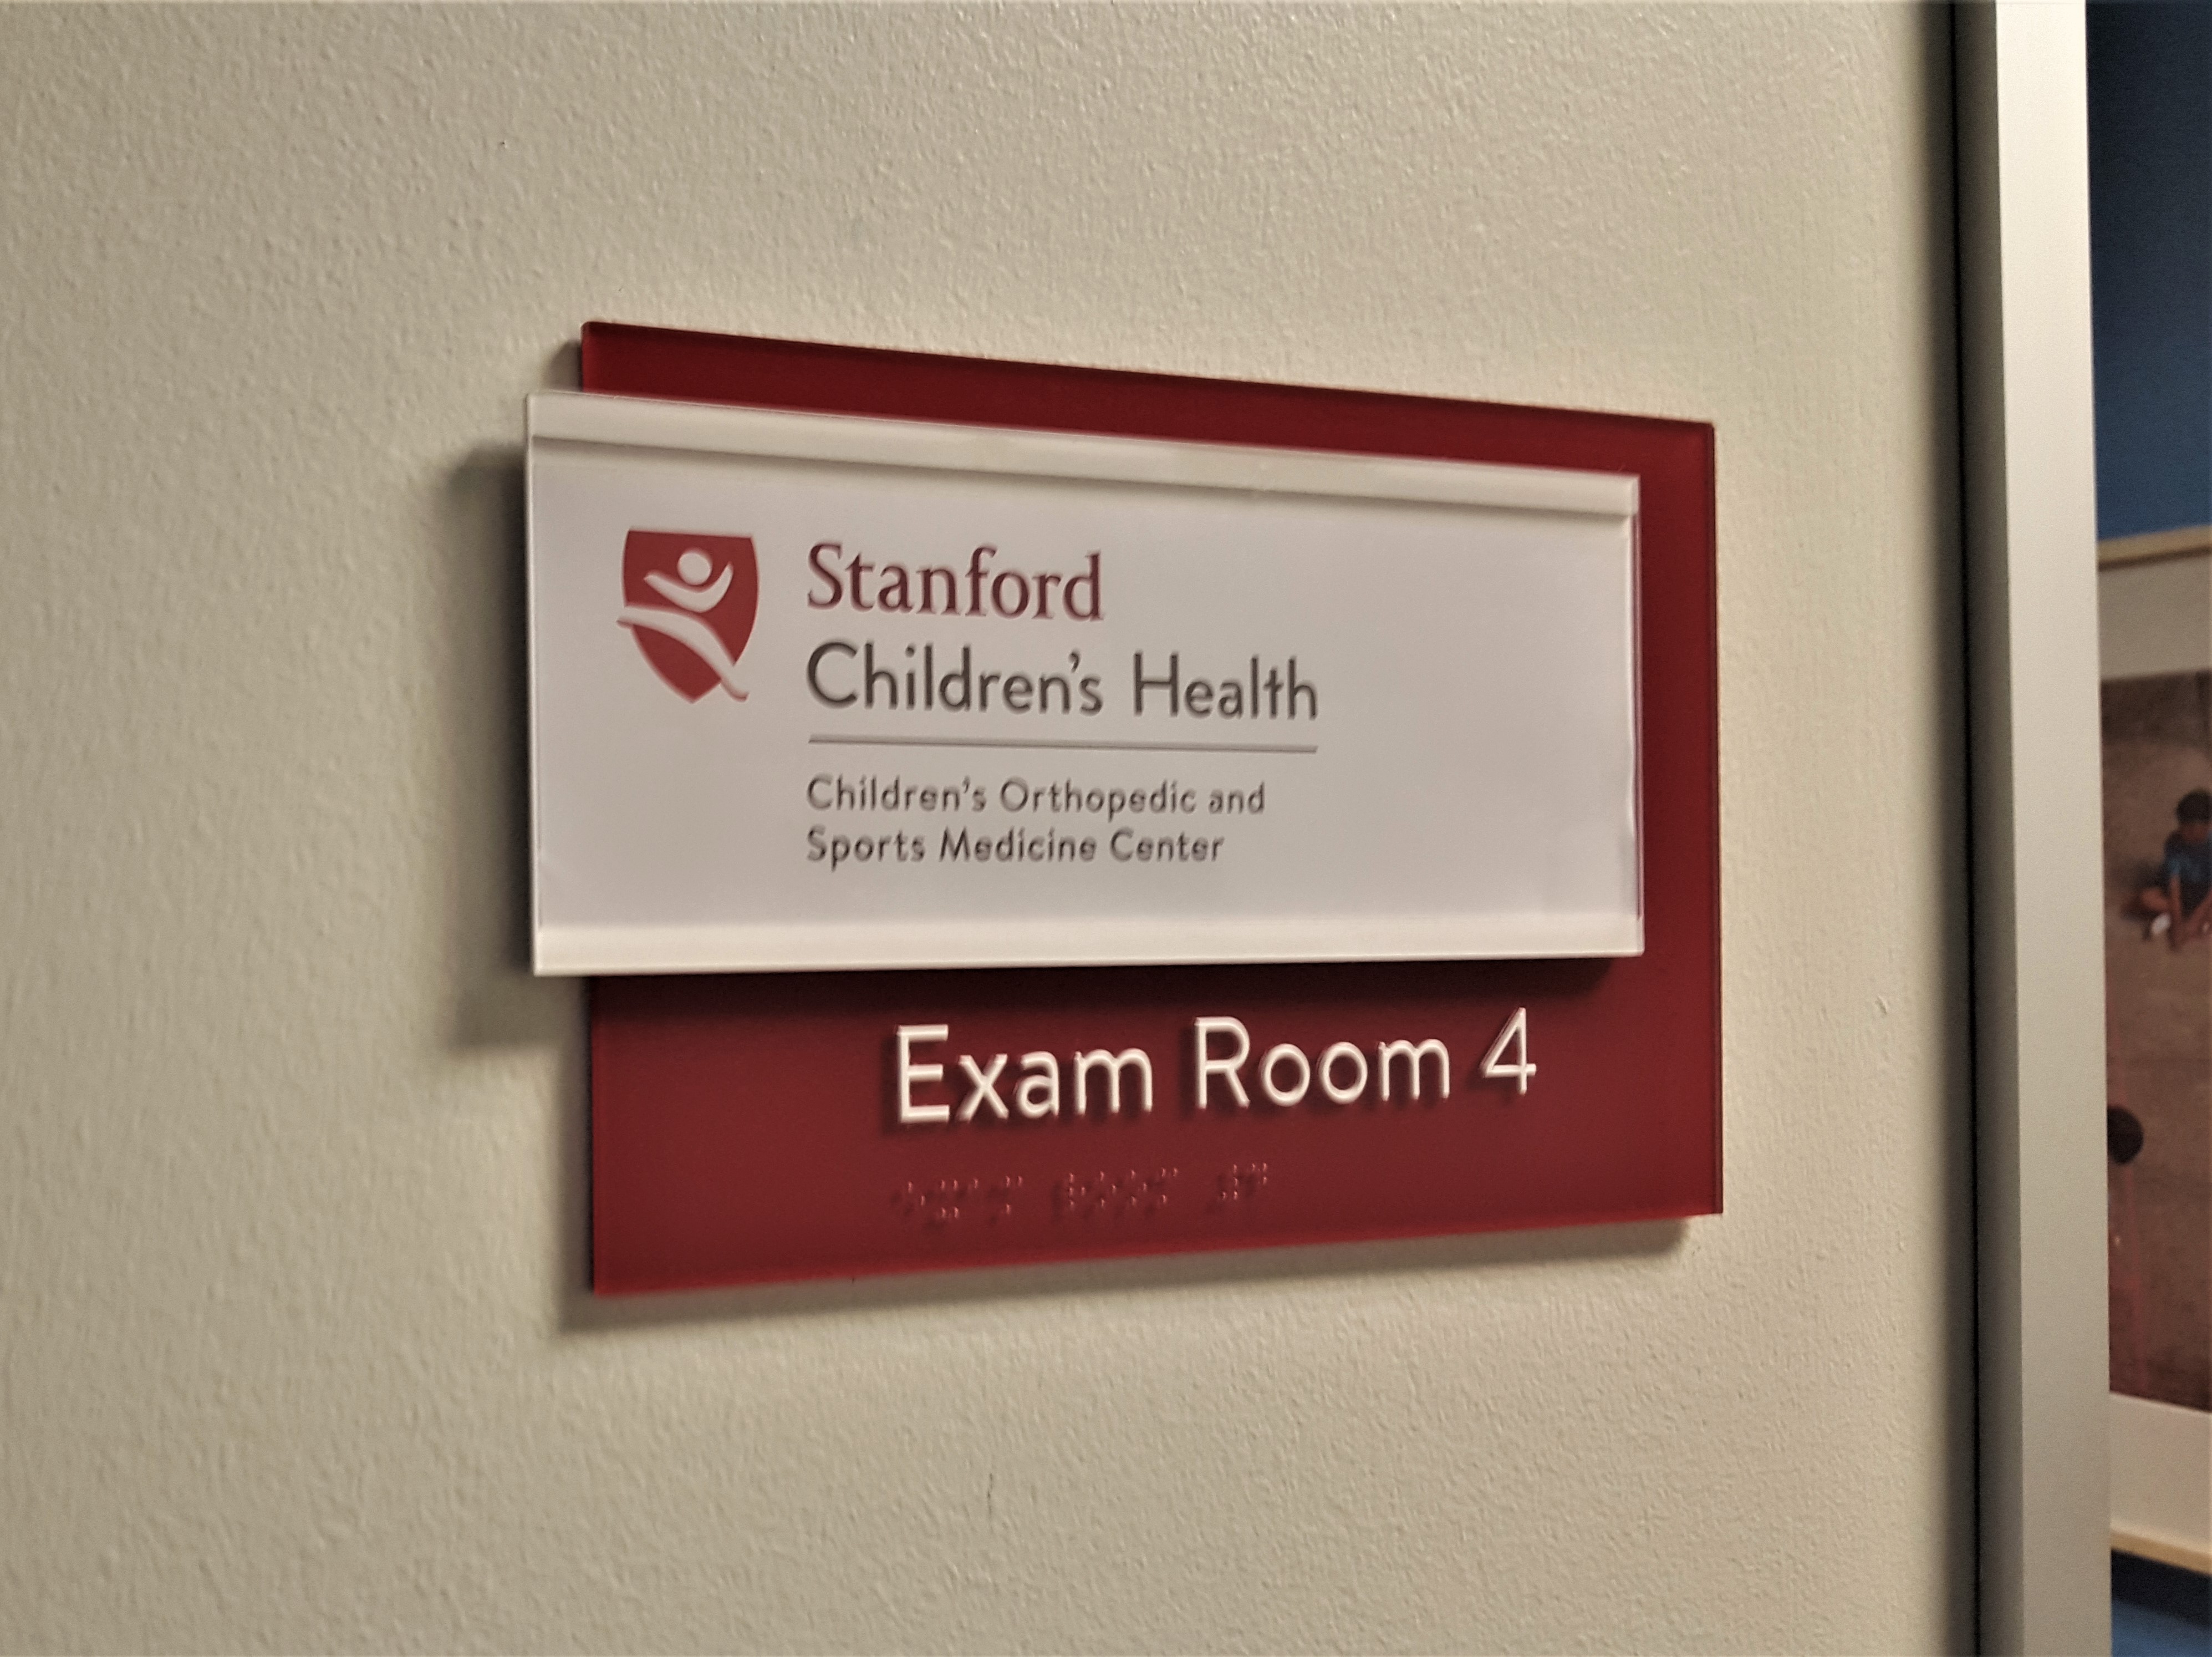 Stanford
Children's Health
Children's Orthopedic and
Sports Medicine Center
Exam Room 4